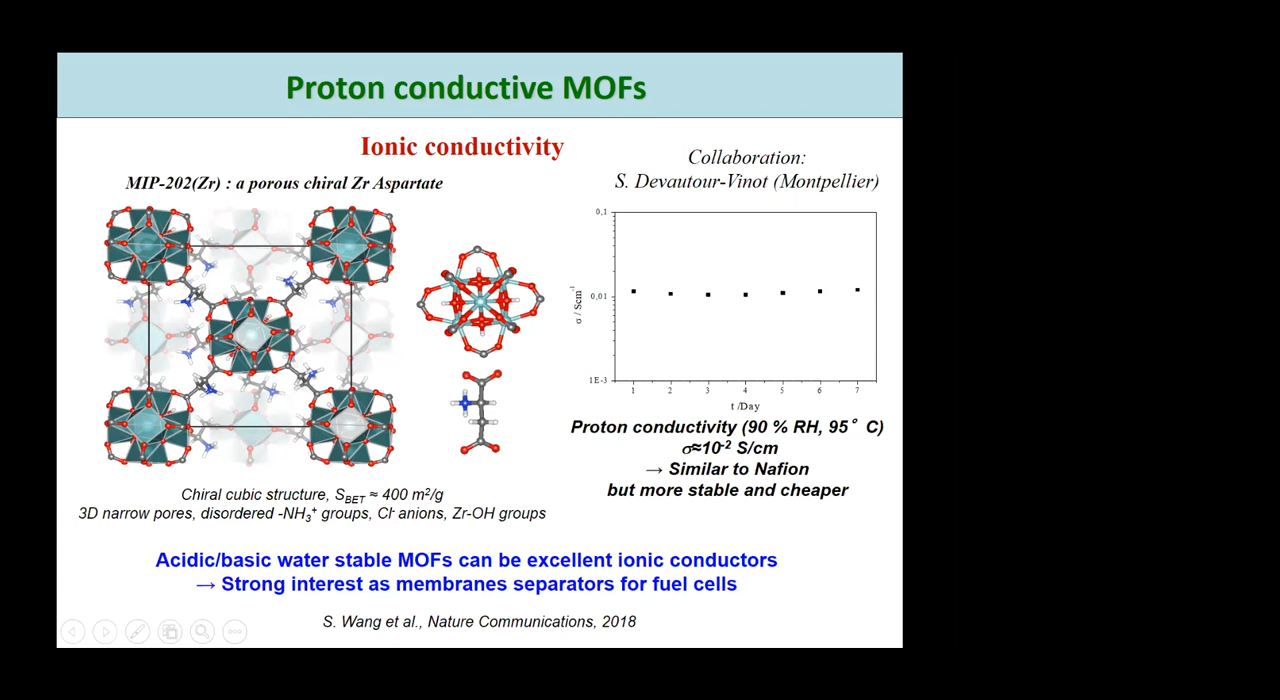 Proton conductive MOFs
Ionic conductivity
MIP-202(Zr) : a porous chiral Zr Aspartate
Collaboration:
S. Devautour-Vinot (Montpellier)
0,1
0,01
1E-3
σ / Scm⁻¹
1 2 3 4 5 6 7
t /Day
Proton conductivity (90 % RH, 95° C)
σ≈10⁻² S/cm
→ Similar to Nafion
but more stable and cheaper
Chiral cubic structure, S_BET ≈ 400 m²/g
3D narrow pores, disordered -NH₃⁺ groups, Cl⁻ anions, Zr-OH groups
Acidic/basic water stable MOFs can be excellent ionic conductors
→ Strong interest as membranes separators for fuel cells
S. Wang et al., Nature Communications, 2018